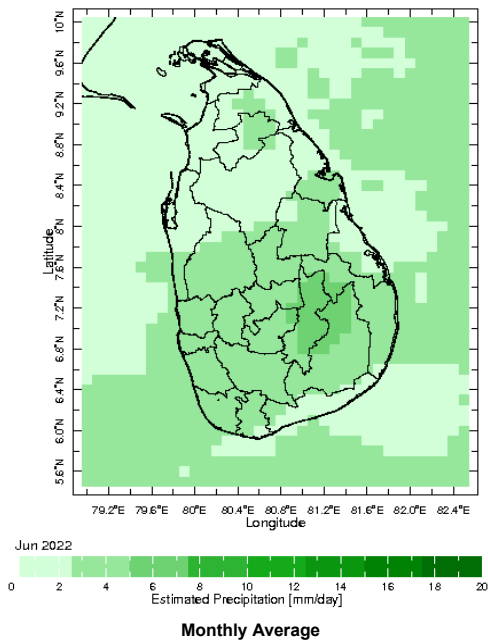 10°N
9.6°N
9.2°N
8.8°N
8.4°N
8°N
7.6°N
7.2°N
6.8°N
6.4°N
6.0°N
5.6°N
Latitude
79.2°E 79.6°E 80°E 80.4°E 80.8°E 81.2°E 81.6°E 82.0°E 82.4°E
Longitude
Jun 2022
0 2 4 6 8 10 12 14 16 18 20
Estimated Precipitation [mm/day]
Monthly Average